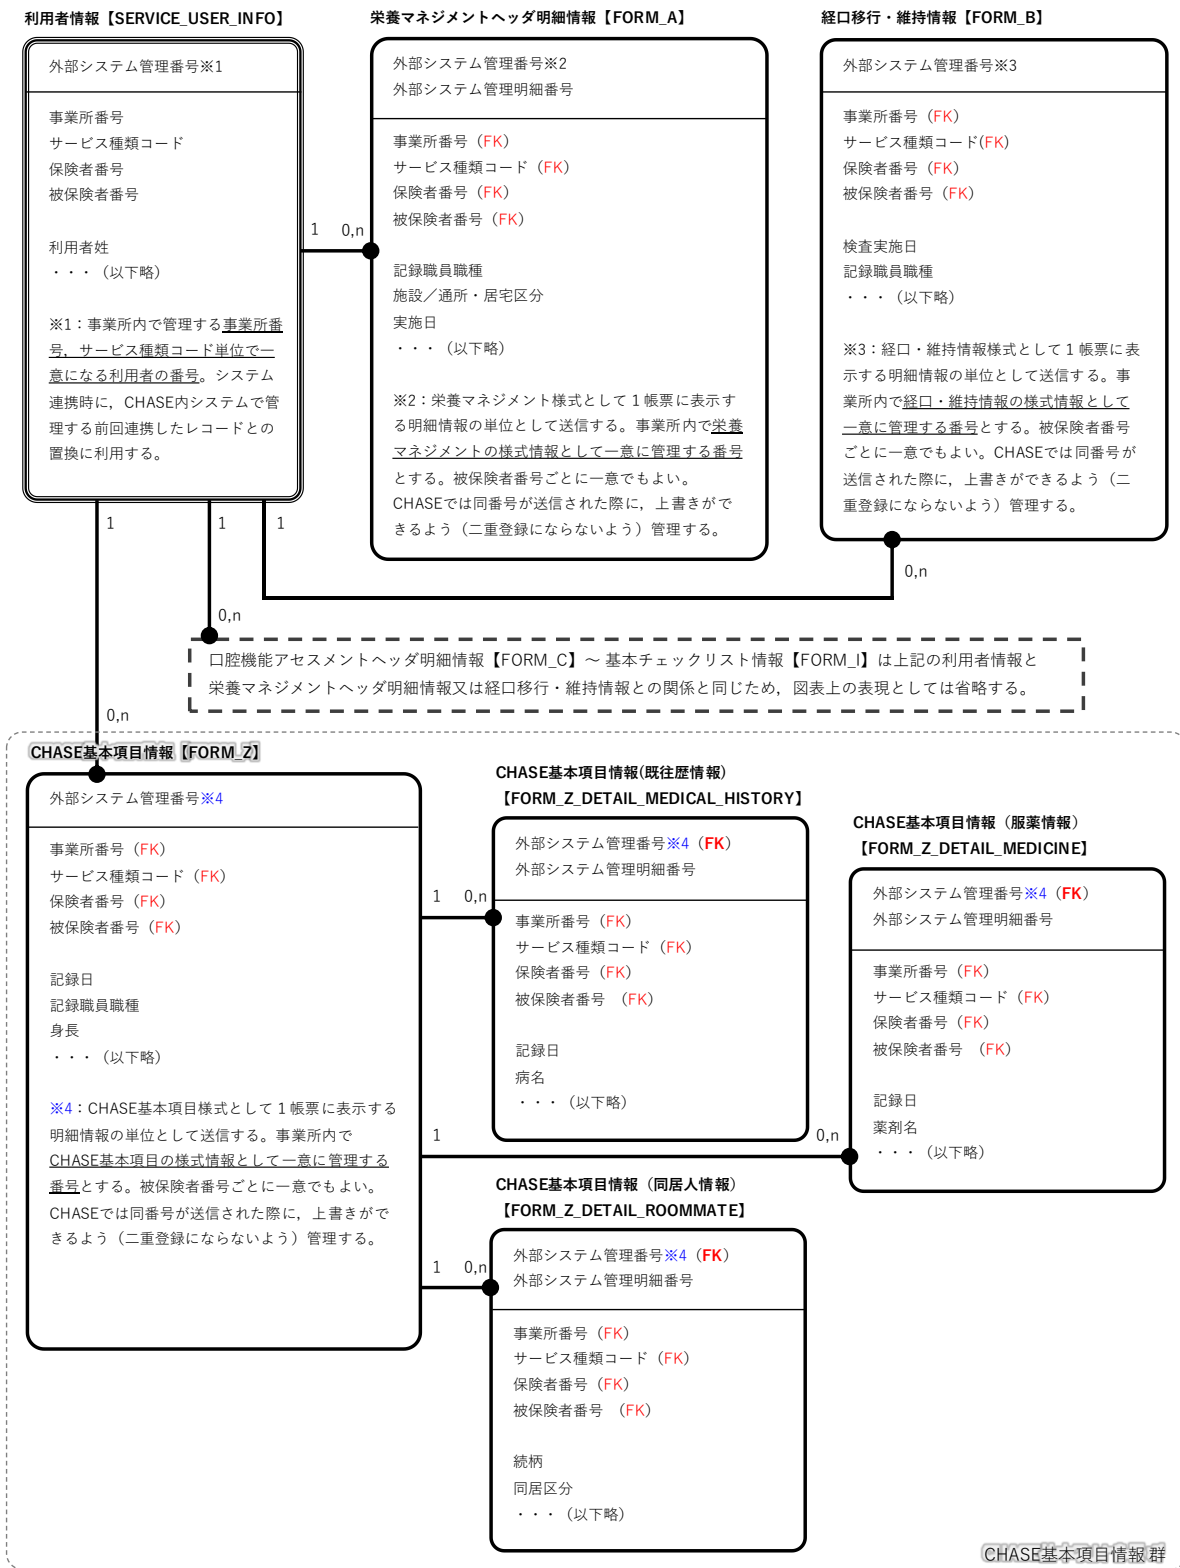 利用者情報【SERVICE_USER_INFO】
外部システム管理番号※1
事業所番号
サービス種類コード
保険者番号
被保険者番号
利用者姓
・・・（以下略）
※1：事業所内で管理する事業所番
号，サービス種類コード単位で一
意になる利用者の番号。システム
連携時に，CHASE内システムで管
理する前回連携したレコードとの
置換に利用する。
1 0,n
栄養マネジメントヘッダ明細情報【FORM_A】
外部システム管理番号※2
外部システム管理明細番号
事業所番号（FK）
サービス種類コード（FK）
保険者番号（FK）
被保険者番号（FK）
記録職員職種
施設／通所・居宅区分
実施日
・・・（以下略）
※2：栄養マネジメント様式として１帳票に表示す
る明細情報の単位として送信する。事業所内で栄養
マネジメントの様式情報として一意に管理する番号
とする。被保険者番号ごとに一意でもよい。
CHASEでは同番号が送信された際に，上書きがで
きるよう（二重登録にならないよう）管理する。
経口移行・維持情報【FORM_B】
外部システム管理番号※3
事業所番号（FK）
サービス種類コード(FK)
保険者番号（FK）
被保険者番号（FK）
検査実施日
記録職員職種
・・・（以下略）
※3：経口・維持情報様式として１帳票に表
示する明細情報の単位として送信する。事
業所内で経口・維持情報の様式情報として
一意に管理する番号とする。被保険者番号
ごとに一意でもよい。CHASEでは同番号が
送信された際に，上書きができるよう（二
重登録にならないよう）管理する。
1 1 1
0,n
0,n
口腔機能アセスメントヘッダ明細情報【FORM_C】～ 基本チェックリスト情報【FORM_I】は上記の利用者情報と
栄養マネジメントヘッダ明細情報又は経口移行・維持情報との関係と同じため，図表上の表現としては省略する。
0,n
CHASE基本項目情報【FORM_Z】
外部システム管理番号※4
事業所番号（FK）
サービス種類コード（FK）
保険者番号（FK）
被保険者番号（FK）
記録日
記録職員職種
身長
・・・（以下略）
※4：CHASE基本項目様式として１帳票に表示する
明細情報の単位として送信する。事業所内で
CHASE基本項目の様式情報として一意に管理する
番号とする。被保険者番号ごとに一意でもよい。
CHASEでは同番号が送信された際に，上書きがで
きるよう（二重登録にならないよう）管理する。
1 0,n
CHASE基本項目情報(既往歴情報）
【FORM_Z_DETAIL_MEDICAL_HISTORY】
外部システム管理番号※4（FK）
外部システム管理明細番号
事業所番号（FK）
サービス種類コード（FK）
保険者番号（FK）
被保険者番号 （FK）
記録日
病名
・・・（以下略）
1 0,n
CHASE基本項目情報（服薬情報）
【FORM_Z_DETAIL_MEDICINE】
外部システム管理番号※4（FK）
外部システム管理明細番号
事業所番号（FK）
サービス種類コード（FK）
保険者番号（FK）
被保険者番号 （FK）
記録日
薬剤名
・・・（以下略）
1 0,n
CHASE基本項目情報（同居人情報）
【FORM_Z_DETAIL_ROOMMATE】
外部システム管理番号※4（FK）
外部システム管理明細番号
事業所番号（FK）
サービス種類コード（FK）
保険者番号（FK）
被保険者番号 （FK）
続柄
同居区分
・・・（以下略）
CHASE基本項目情報群